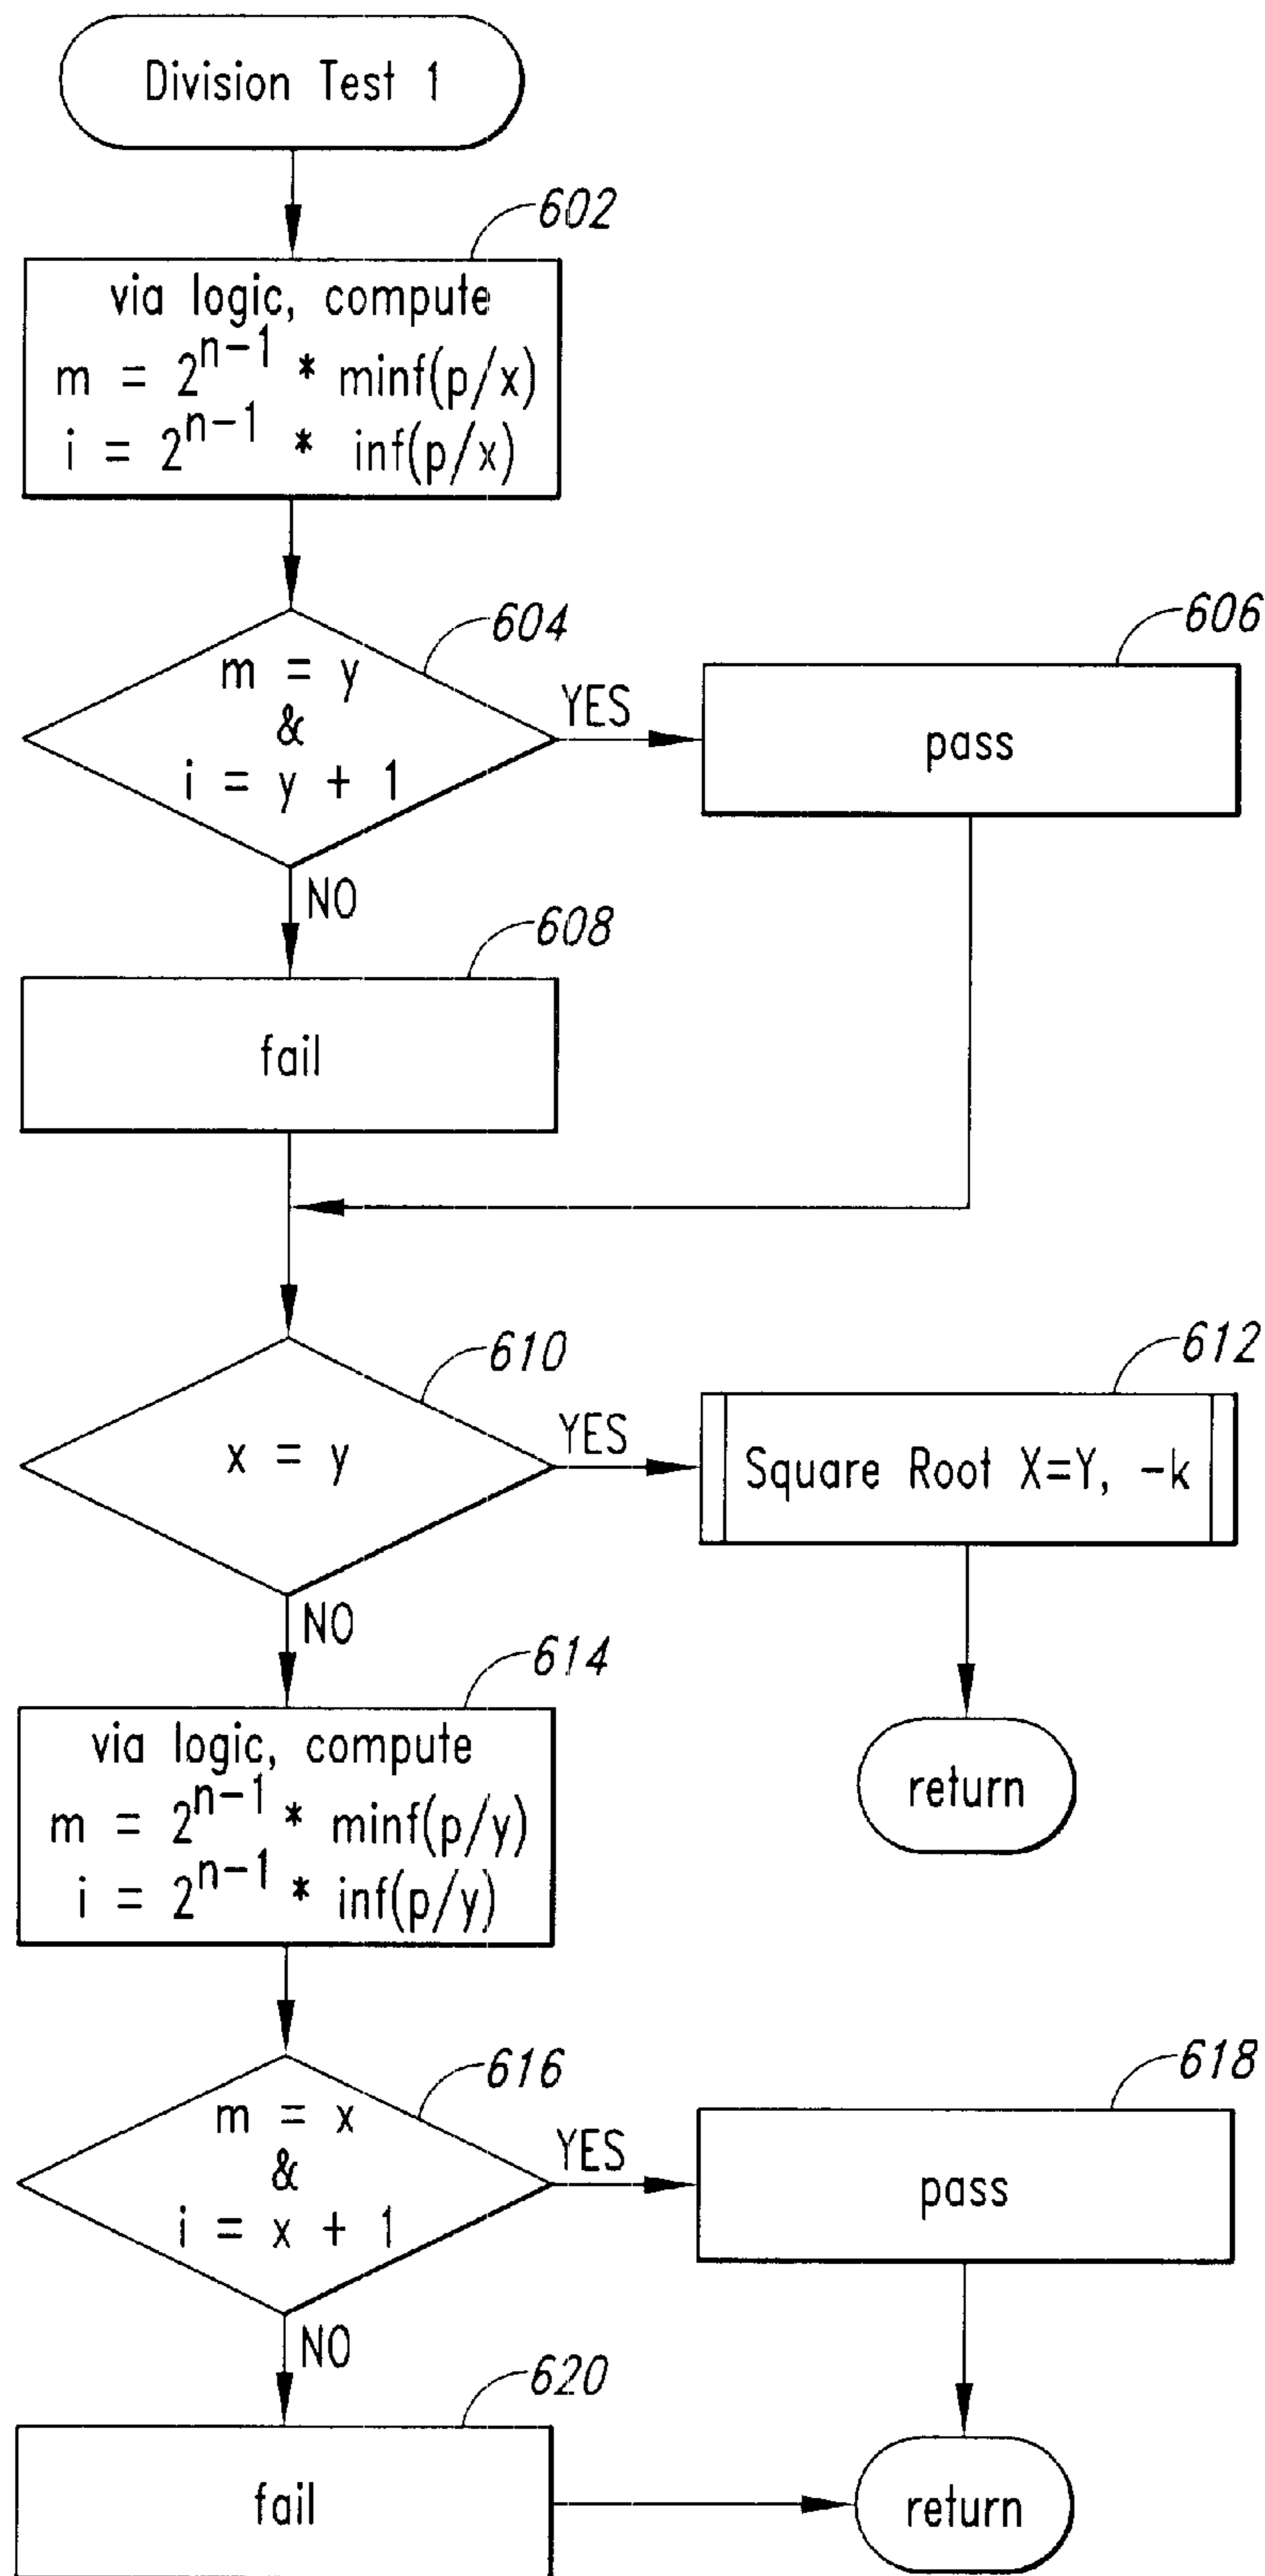 Division Test 1
602
via logic, compute
m = 2^{n-1} * minf(p/x)
i = 2^{n-1} * inf(p/x)
604
m = y
&
i = y + 1
YES
606
pass
NO
608
fail
610
x = y
YES
612
Square Root X=Y, -k
return
NO
614
via logic, compute
m = 2^{n-1} * minf(p/y)
i = 2^{n-1} * inf(p/y)
616
m = x
&
i = x + 1
YES
618
pass
NO
620
fail
return